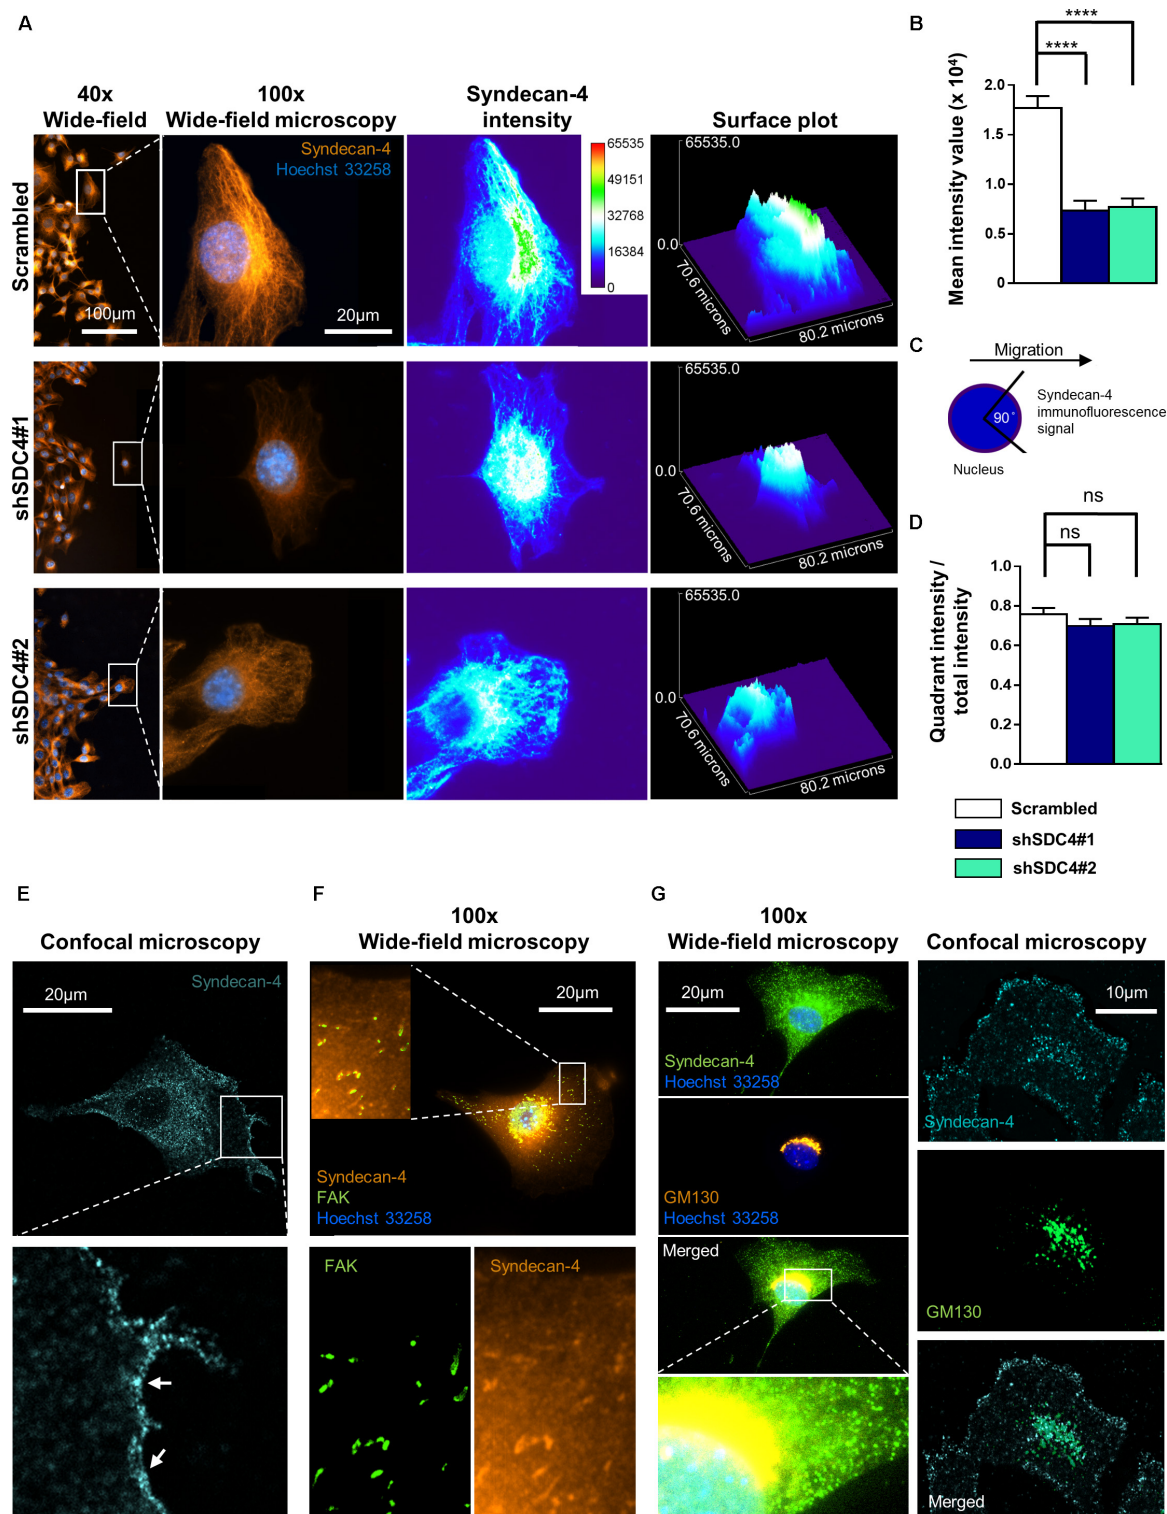 A
40x
Wide-field
100x
Wide-field microscopy
Syndecan-4
intensity
Surface plot
Scrambled
100µm
Syndecan-4
Hoechst 33258
20µm
65535
49151
32768
16384
0
65535.0
0.0
70.6 microns
80.2 microns
shSDC4#1
65535.0
0.0
70.6 microns
80.2 microns
shSDC4#2
65535.0
0.0
70.6 microns
80.2 microns
B
****
****
Mean intensity value (x 10⁴)
2.0
1.5
1.0
0.5
0
C
Migration
90°
Syndecan-4
immunofluorescence
signal
Nucleus
D
ns
ns
Quadrant intensity /
total intensity
1.0
0.8
0.6
0.4
0.2
0.0
Scrambled
shSDC4#1
shSDC4#2
E
Confocal microscopy
Syndecan-4
20µm
F
100x
Wide-field microscopy
20µm
Syndecan-4
FAK
Hoechst 33258
FAK
Syndecan-4
G
100x
Wide-field microscopy
20µm
Syndecan-4
Hoechst 33258
GM130
Hoechst 33258
Merged
Confocal microscopy
10µm
Syndecan-4
GM130
Merged